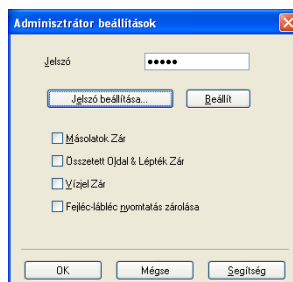 Adminisztrátor beállítások
Jelszó •••••
Jelszó beállítása... Beállít
Másolatok Zár
Összetett Oldal & Lépték Zár
Vízjel Zár
Fejléc-lábléc nyomtatás zárolása
OK Mégse Segítség